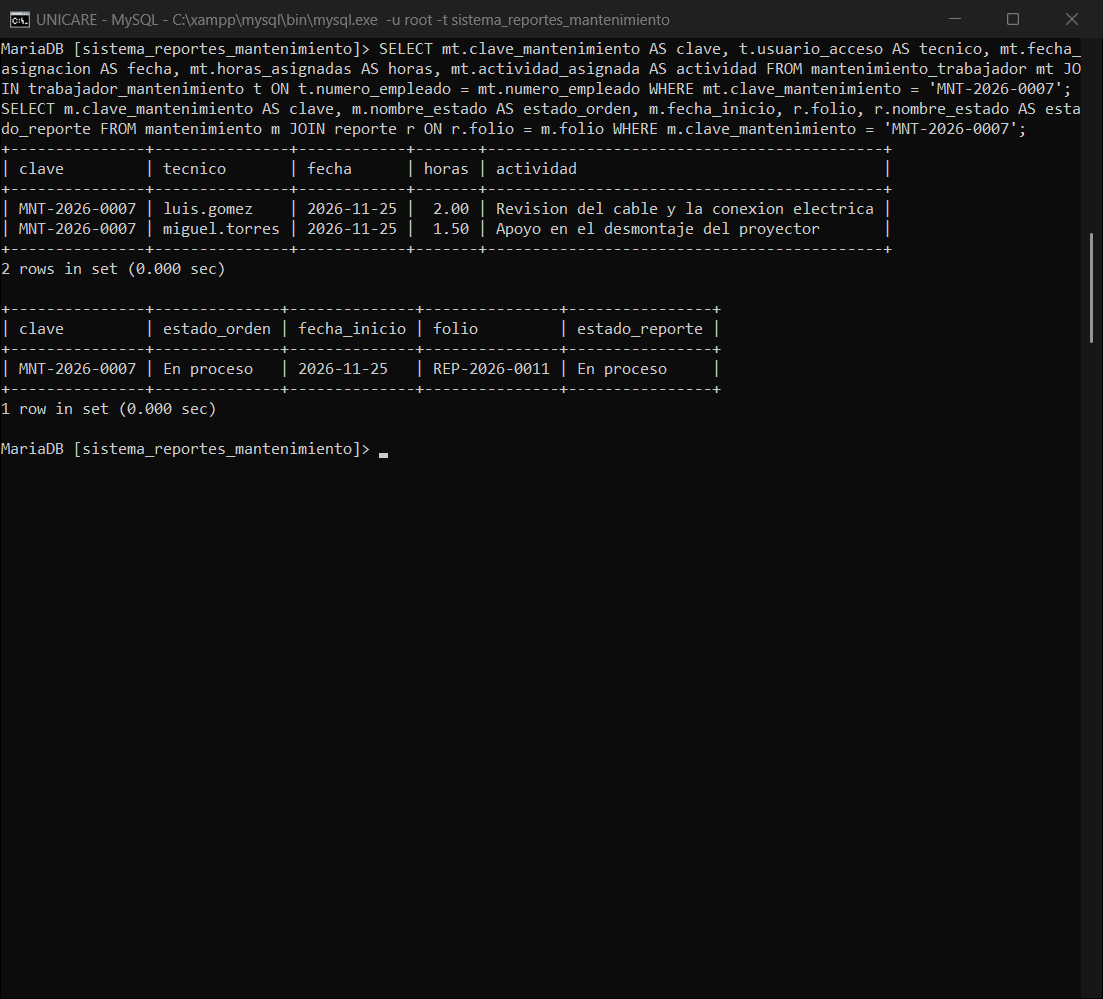 UNICARE - MySQL - C:\xampp\mysql\bin\mysql.exe  -u root -t sistema_reportes_mantenimiento
MariaDB [sistema_reportes_mantenimiento]> SELECT mt.clave_mantenimiento AS clave, t.usuario_acceso AS tecnico, mt.fecha_
asignacion AS fecha, mt.horas_asignadas AS horas, mt.actividad_asignada AS actividad FROM mantenimiento_trabajador mt JO
IN trabajador_mantenimiento t ON t.numero_empleado = mt.numero_empleado WHERE mt.clave_mantenimiento = 'MNT-2026-0007';
SELECT m.clave_mantenimiento AS clave, m.nombre_estado AS estado_orden, m.fecha_inicio, r.folio, r.nombre_estado AS esta
do_reporte FROM mantenimiento m JOIN reporte r ON r.folio = m.folio WHERE m.clave_mantenimiento = 'MNT-2026-0007';
+---------------+---------------+------------+-------+--------------------------------------------+
| clave         | tecnico       | fecha      | horas | actividad                                  |
+---------------+---------------+------------+-------+--------------------------------------------+
| MNT-2026-0007 | luis.gomez    | 2026-11-25 |  2.00 | Revision del cable y la conexion electrica |
| MNT-2026-0007 | miguel.torres | 2026-11-25 |  1.50 | Apoyo en el desmontaje del proyector       |
+---------------+---------------+------------+-------+--------------------------------------------+
2 rows in set (0.000 sec)

+---------------+--------------+--------------+---------------+----------------+
| clave         | estado_orden | fecha_inicio | folio         | estado_reporte |
+---------------+--------------+--------------+---------------+----------------+
| MNT-2026-0007 | En proceso   | 2026-11-25   | REP-2026-0011 | En proceso     |
+---------------+--------------+--------------+---------------+----------------+
1 row in set (0.000 sec)

MariaDB [sistema_reportes_mantenimiento]>